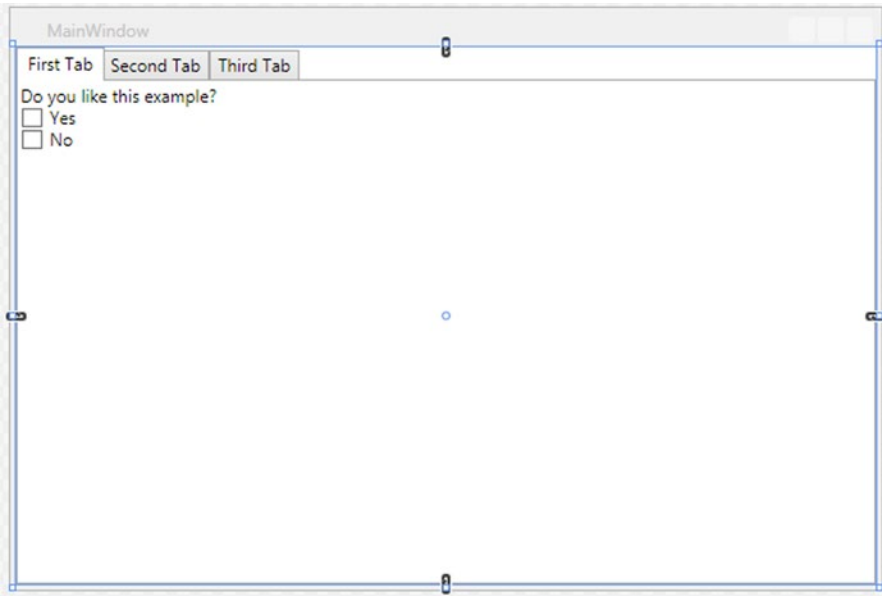 MainWindow
First Tab Second Tab Third Tab
Do you like this example?
Yes
No